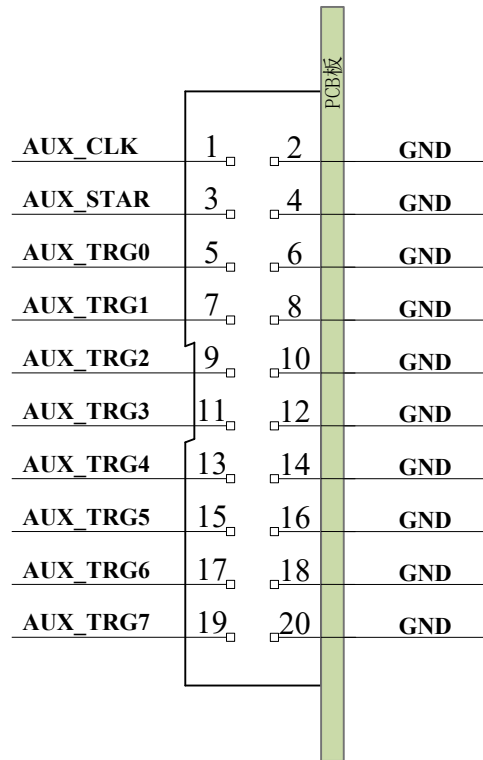 PCB板
AUX_CLK 1 2 GND
AUX_STAR 3 4 GND
AUX_TRG0 5 6 GND
AUX_TRG1 7 8 GND
AUX_TRG2 9 10 GND
AUX_TRG3 11 12 GND
AUX_TRG4 13 14 GND
AUX_TRG5 15 16 GND
AUX_TRG6 17 18 GND
AUX_TRG7 19 20 GND